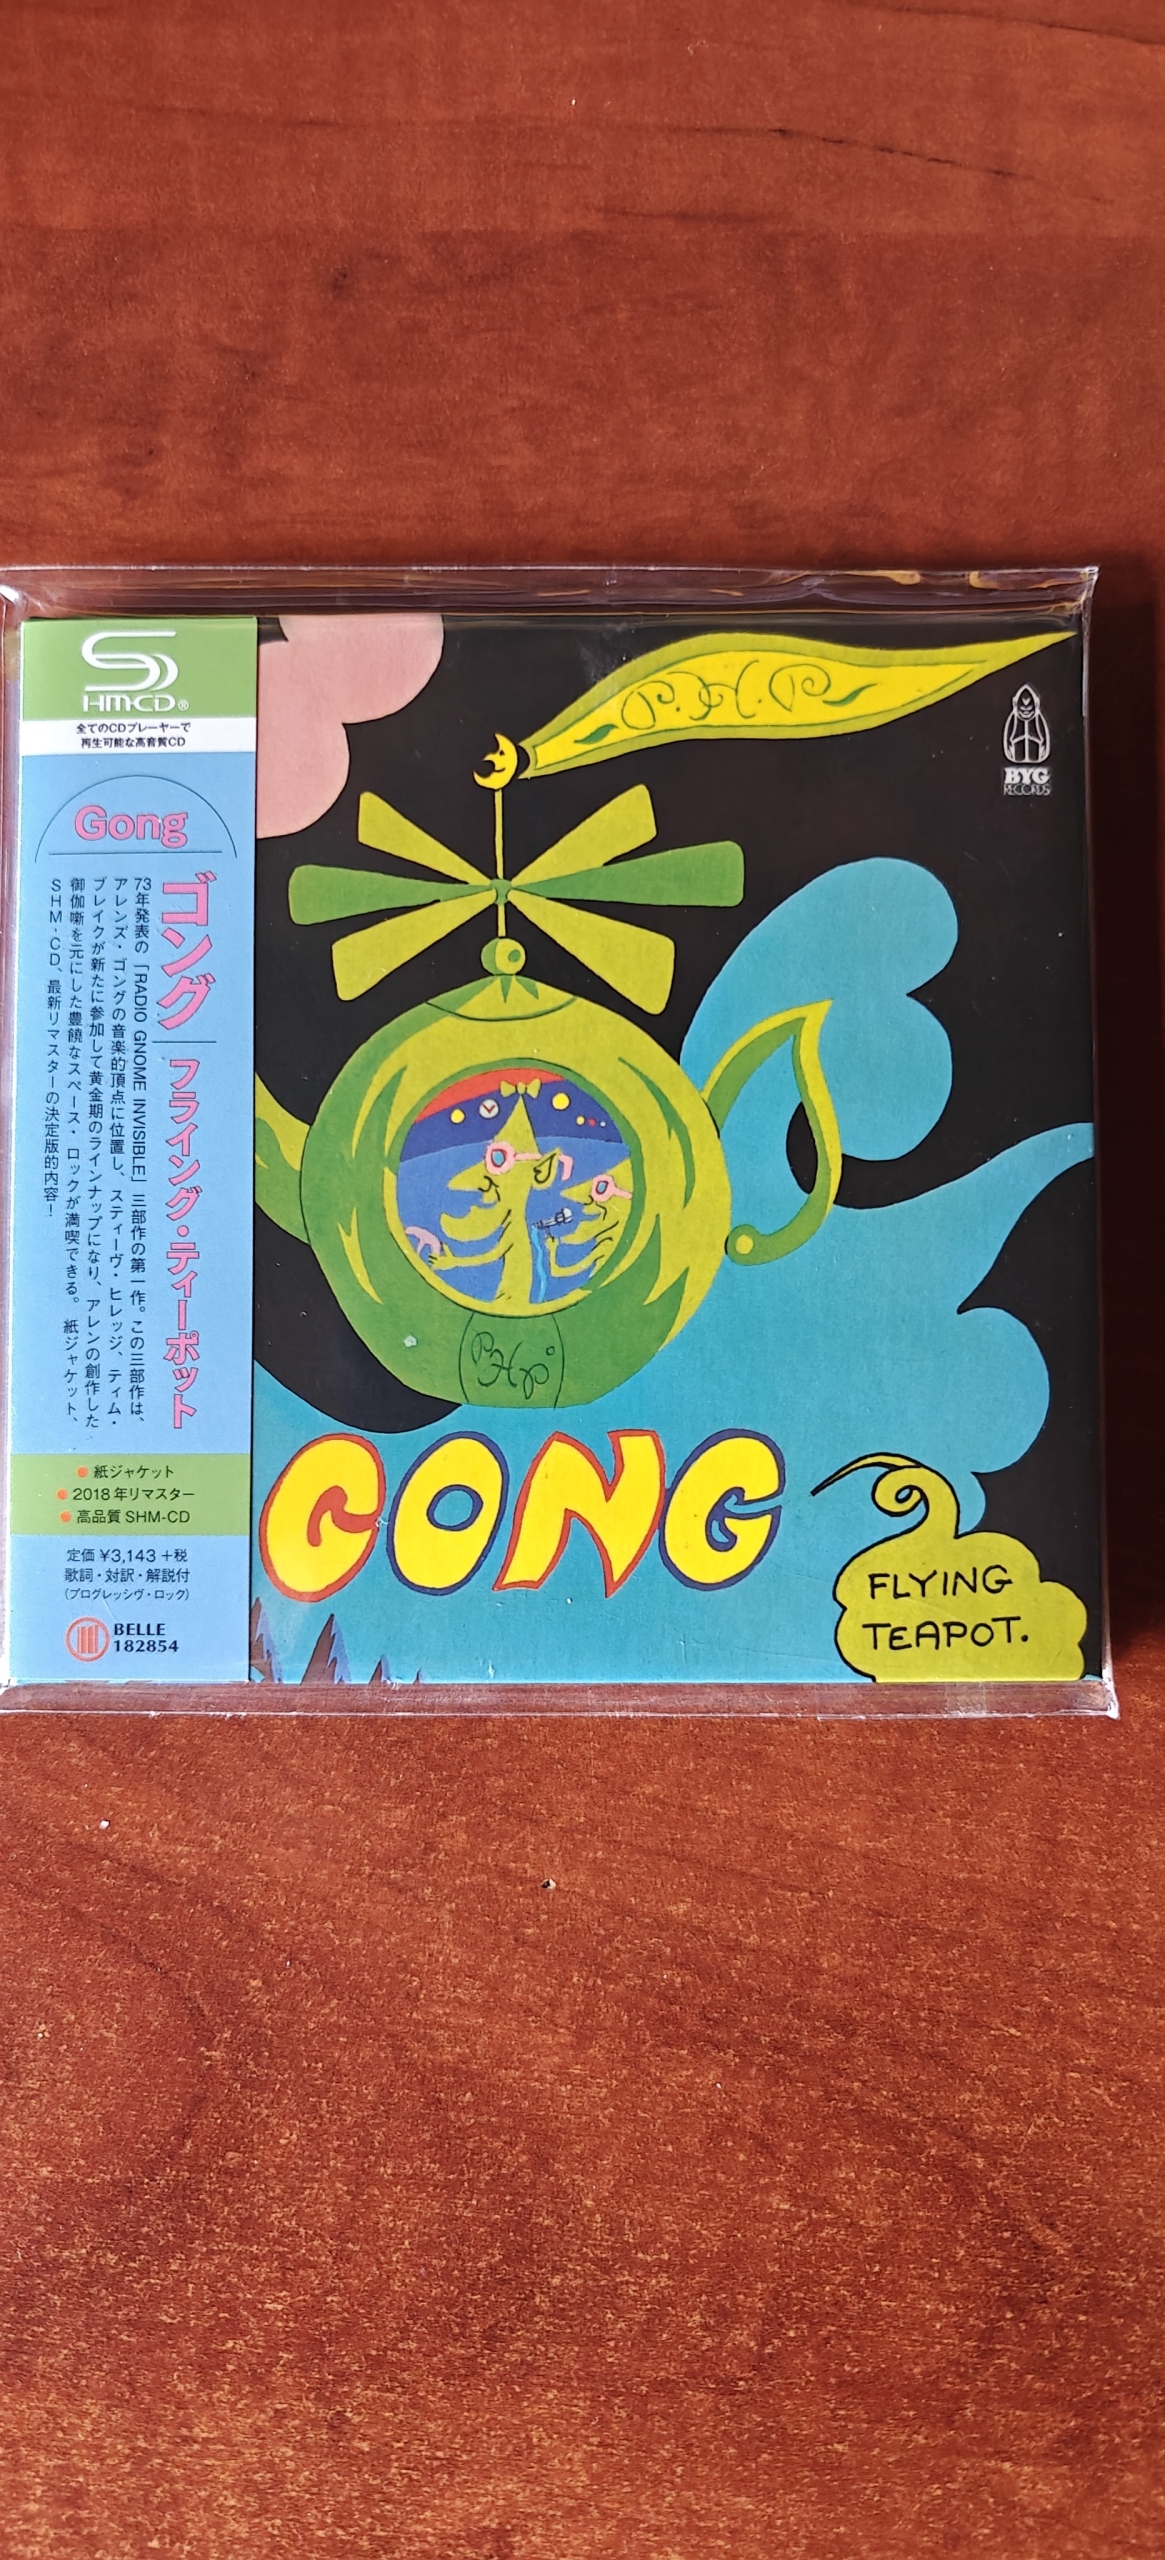 SHM-CD®
全てのCDプレーヤーで
再生可能な高音質CD
Gong
ゴング
フライング・ティーポット
73年発表の「RADIO GNOME INVISIBLE」三部作の第一作。この三部作は、
アレンズ・ゴングの音楽的頂点に位置し、スティーヴ・ヒレッジ、ティム・
ブレイクが新たに参加して黄金期のラインナップになり、アレンの創作した
御伽噺を元にした豊饒なスペース・ロックが満喫できる。紙ジャケット、
SHM-CD、最新リマスターの決定版的内容!
● 紙ジャケット
● 2018年リマスター
● 高品質 SHM-CD
定価 ¥3,143 +税
歌詞・対訳・解説付
(プログレッシヴ・ロック)
BELLE
182854
P.H.P.
BYG
RECORDS
P.H.P.
GONG
FLYING
TEAPOT.